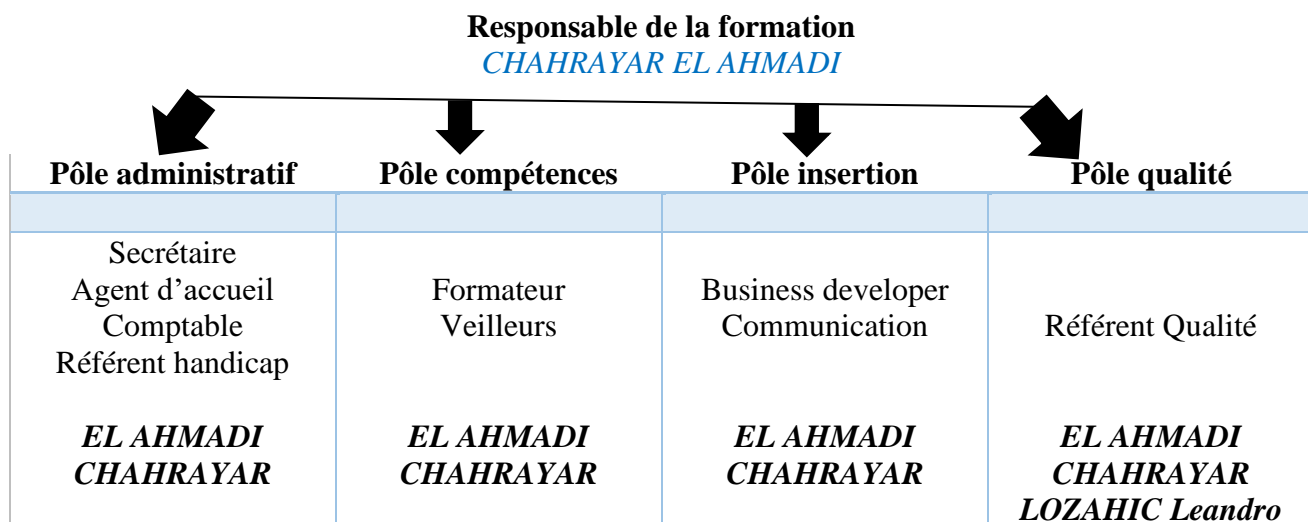 Responsable de la formation
CHAHRAYAR EL AHMADI
Pôle administratif
Pôle compétences
Pôle insertion
Pôle qualité
Secrétaire
Agent d’accueil
Comptable
Référent handicap
Formateur
Veilleurs
Business developer
Communication
Référent Qualité
EL AHMADI
CHAHRAYAR
EL AHMADI
CHAHRAYAR
EL AHMADI
CHAHRAYAR
EL AHMADI
CHAHRAYAR
LOZAHIC Leandro